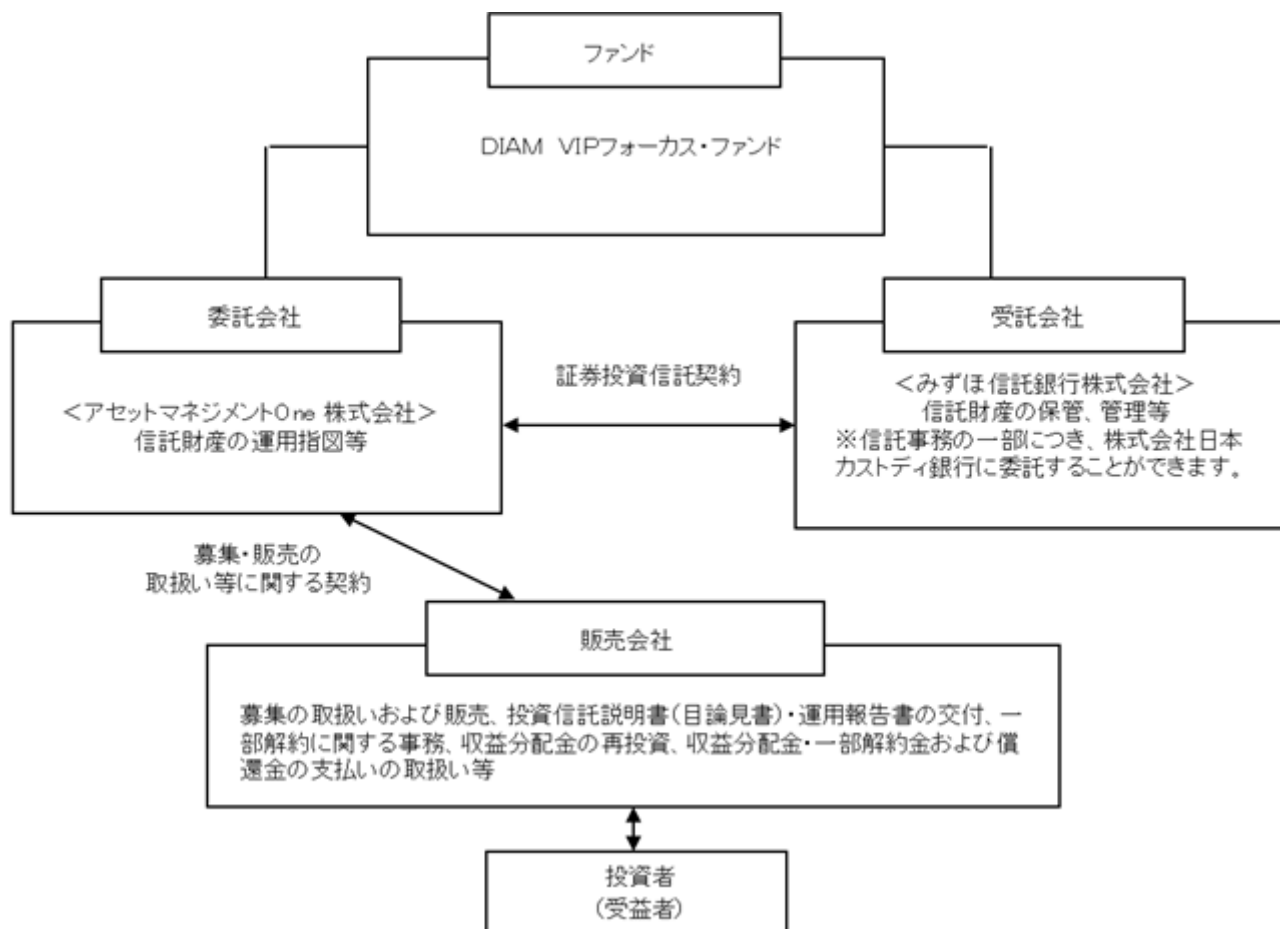 ファンド
DIAM VIPフォーカス・ファンド
委託会社
<アセットマネジメントOne 株式会社>
信託財産の運用指図等
証券投資信託契約
受託会社
<みずほ信託銀行株式会社>
信託財産の保管、管理等
※信託事務の一部につき、株式会社日本
カストディ銀行に委託することができます。
募集・販売の
取扱い等に関する契約
販売会社
募集の取扱いおよび販売、投資信託説明書(目論見書)・運用報告書の交付、一
部解約に関する事務、収益分配金の再投資、収益分配金・一部解約金および償
還金の支払いの取扱い等
投資者
(受益者)